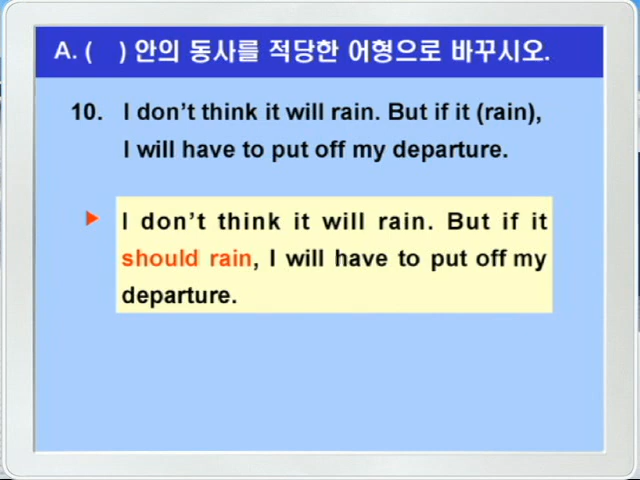 A. (    ) 안의 동사를 적당한 어형으로 바꾸시오.
10. I don't think it will rain. But if it (rain),
I will have to put off my departure.
▶ I don't think it will rain. But if it
should rain, I will have to put off my
departure.